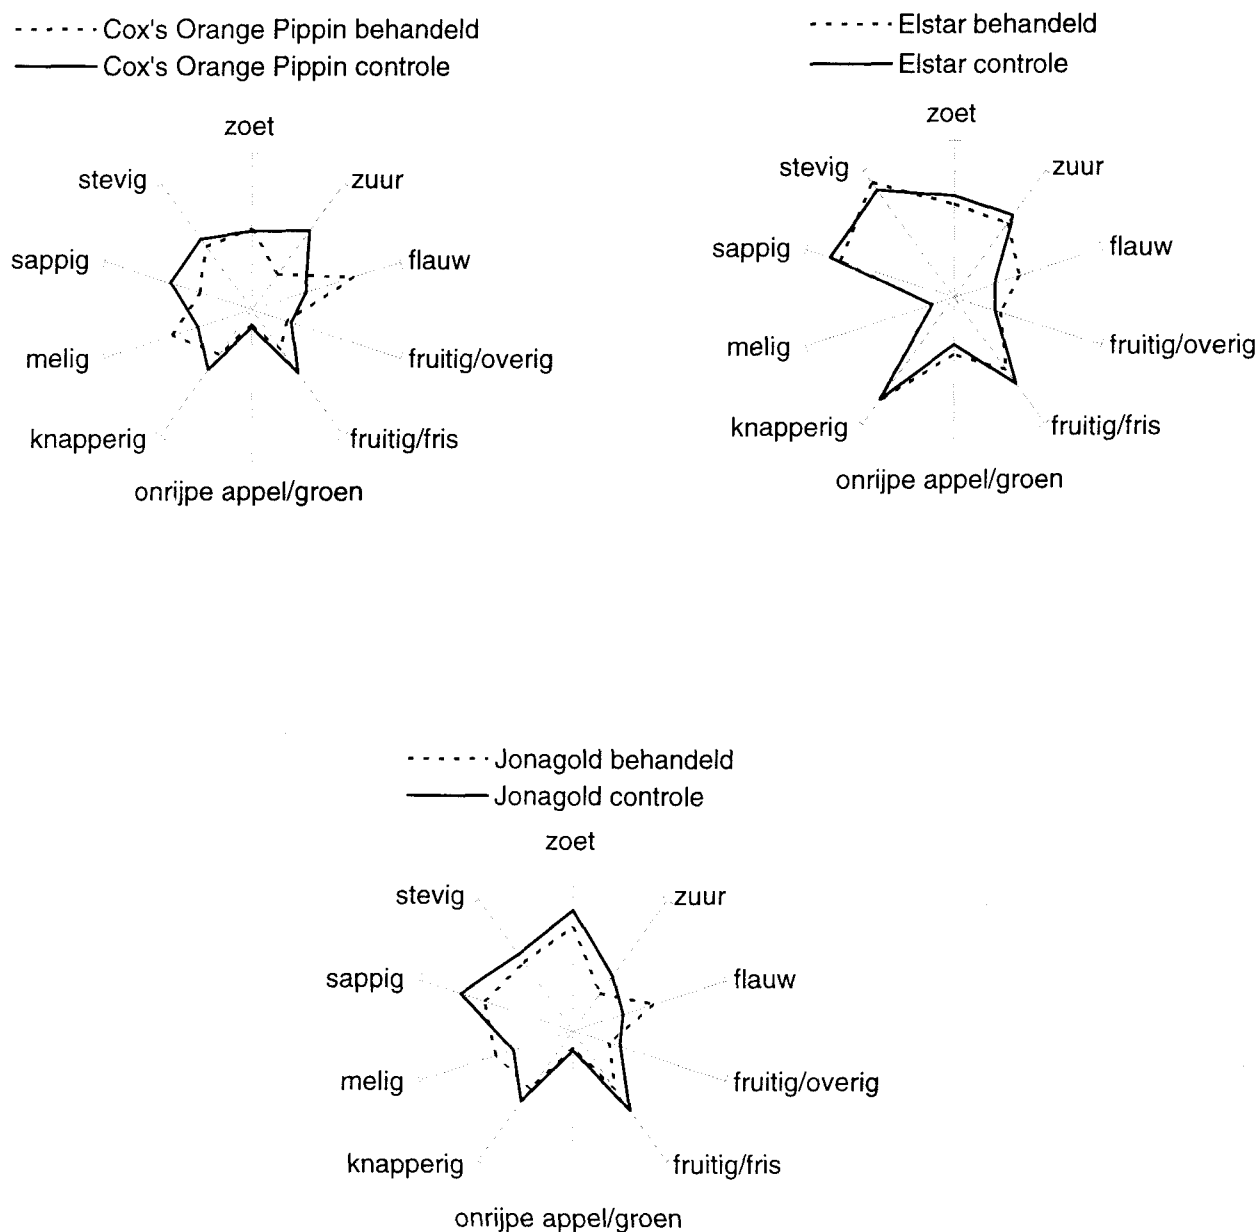 Cox's Orange Pippin behandeld
Cox's Orange Pippin controle
zoet
stevig
zuur
sappig
flauw
melig
fruitig/overig
knapperig
fruitig/fris
onrijpe appel/groen
Elstar behandeld
Elstar controle
zoet
stevig
zuur
sappig
flauw
melig
fruitig/overig
knapperig
fruitig/fris
onrijpe appel/groen
Jonagold behandeld
Jonagold controle
zoet
stevig
zuur
sappig
flauw
melig
fruitig/overig
knapperig
fruitig/fris
onrijpe appel/groen